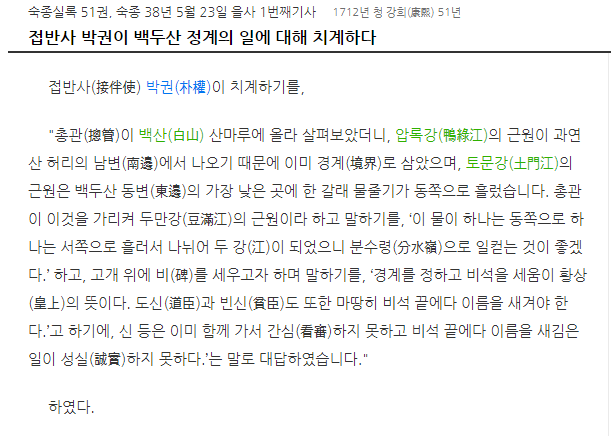 숙종실록 51권, 숙종 38년 5월 23일 을사 1번째기사 1712년 청 강희(康熙) 51년
접반사 박권이 백두산 정계의 일에 대해 치계하다
접반사(接伴使) 박권(朴權)이 치계하기를,
"총관(摠管)이 백산(白山) 산마루에 올라 살펴보았더니, 압록강(鴨綠江)의 근원이 과연
산 허리의 남변(南邊)에서 나오기 때문에 이미 경계(境界)로 삼았으며, 토문강(土門江)의
근원은 백두산 동변(東邊)의 가장 낮은 곳에 한 갈래 물줄기가 동쪽으로 흘렀습니다. 총관
이 이것을 가리켜 두만강(豆滿江)의 근원이라 하고 말하기를, ‘이 물이 하나는 동쪽으로 하
나는 서쪽으로 흘러서 나뉘어 두 강(江)이 되었으니 분수령(分水嶺)으로 일컫는 것이 좋겠
다.’ 하고, 고개 위에 비(碑)를 세우고자 하며 말하기를, ‘경계를 정하고 비석을 세움이 황상
(皇上)의 뜻이다. 도신(道臣)과 빈신(賓臣)도 또한 마땅히 비석 끝에다 이름을 새겨야 한
다.’고 하기에, 신 등은 이미 함께 가서 간심(看審)하지 못하고 비석 끝에다 이름을 새김은
일이 성실(誠實)하지 못하다.’는 말로 대답하였습니다."
하였다.